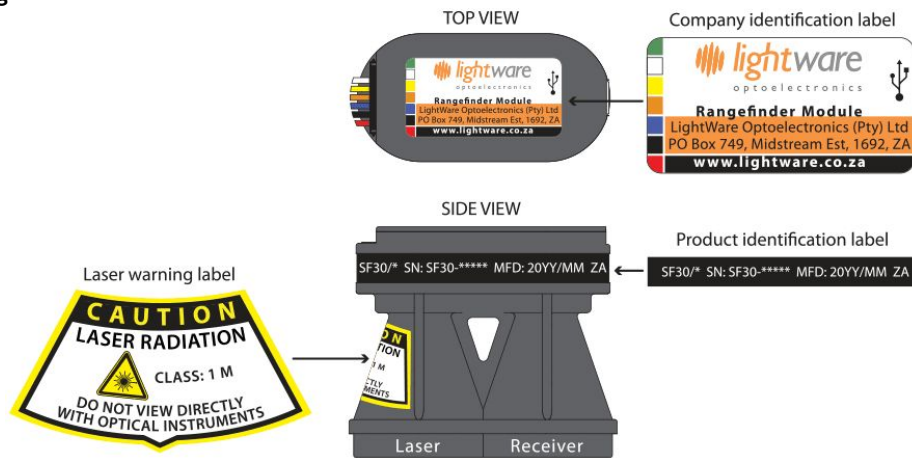 TOP VIEW
lightware
optoelectronics
Rangefinder Module
LightWare Optoelectronics (Pty) Ltd
PO Box 749, Midstream Est, 1692, ZA
www.lightware.co.za
Company identification label
lightware
optoelectronics
Rangefinder Module
LightWare Optoelectronics (Pty) Ltd
PO Box 749, Midstream Est, 1692, ZA
www.lightware.co.za
SIDE VIEW
SF30/* SN: SF30-***** MFD: 20YY/MM ZA
Product identification label
SF30/* SN: SF30-***** MFD: 20YY/MM ZA
Laser warning label
CAUTION
LASER RADIATION
CLASS: 1 M
DO NOT VIEW DIRECTLY
WITH OPTICAL INSTRUMENTS
Laser
Receiver